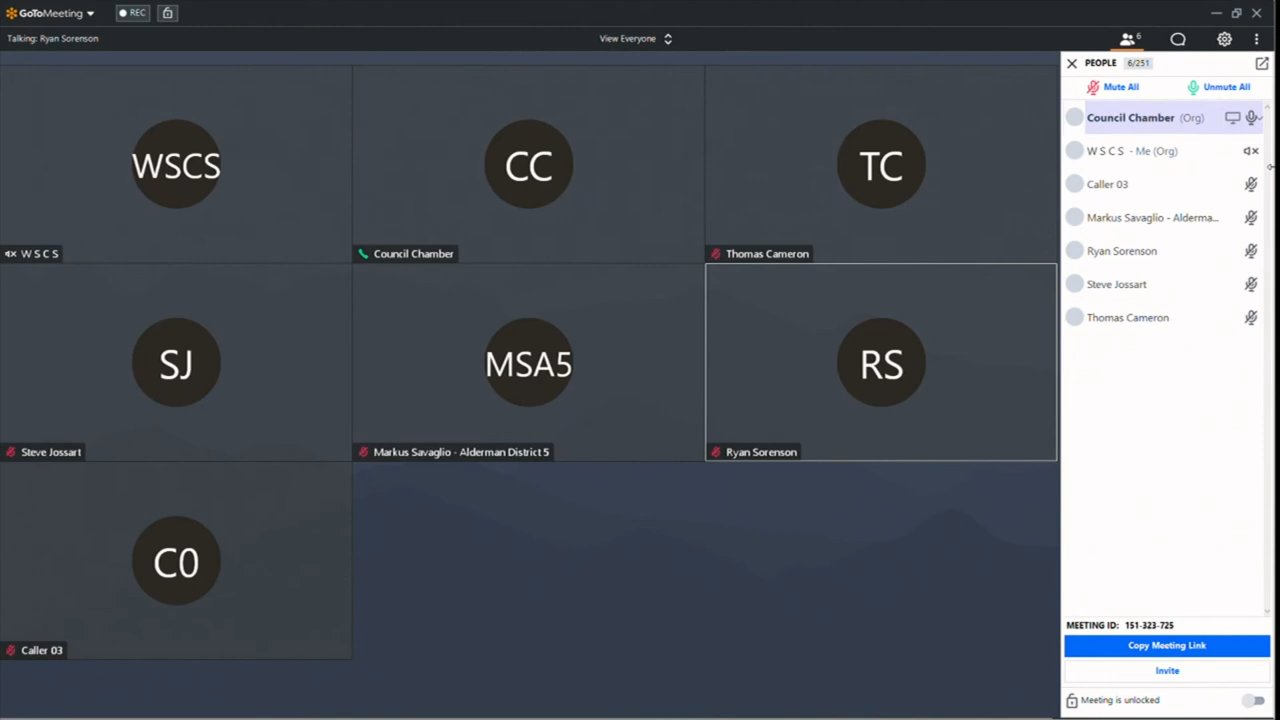 GoToMeeting
REC
Talking: Ryan Sorenson
View Everyone
6
PEOPLE 6/251
Mute All
Unmute All
Council Chamber (Org)
W S C S - Me (Org)
Caller 03
Markus Savaglio - Alderma...
Ryan Sorenson
Steve Jossart
Thomas Cameron
WSCS
W S C S
CC
Council Chamber
TC
Thomas Cameron
SJ
Steve Jossart
MSA5
Markus Savaglio - Alderman District 5
RS
Ryan Sorenson
C0
Caller 03
MEETING ID: 151-323-725
Copy Meeting Link
Invite
Meeting is unlocked